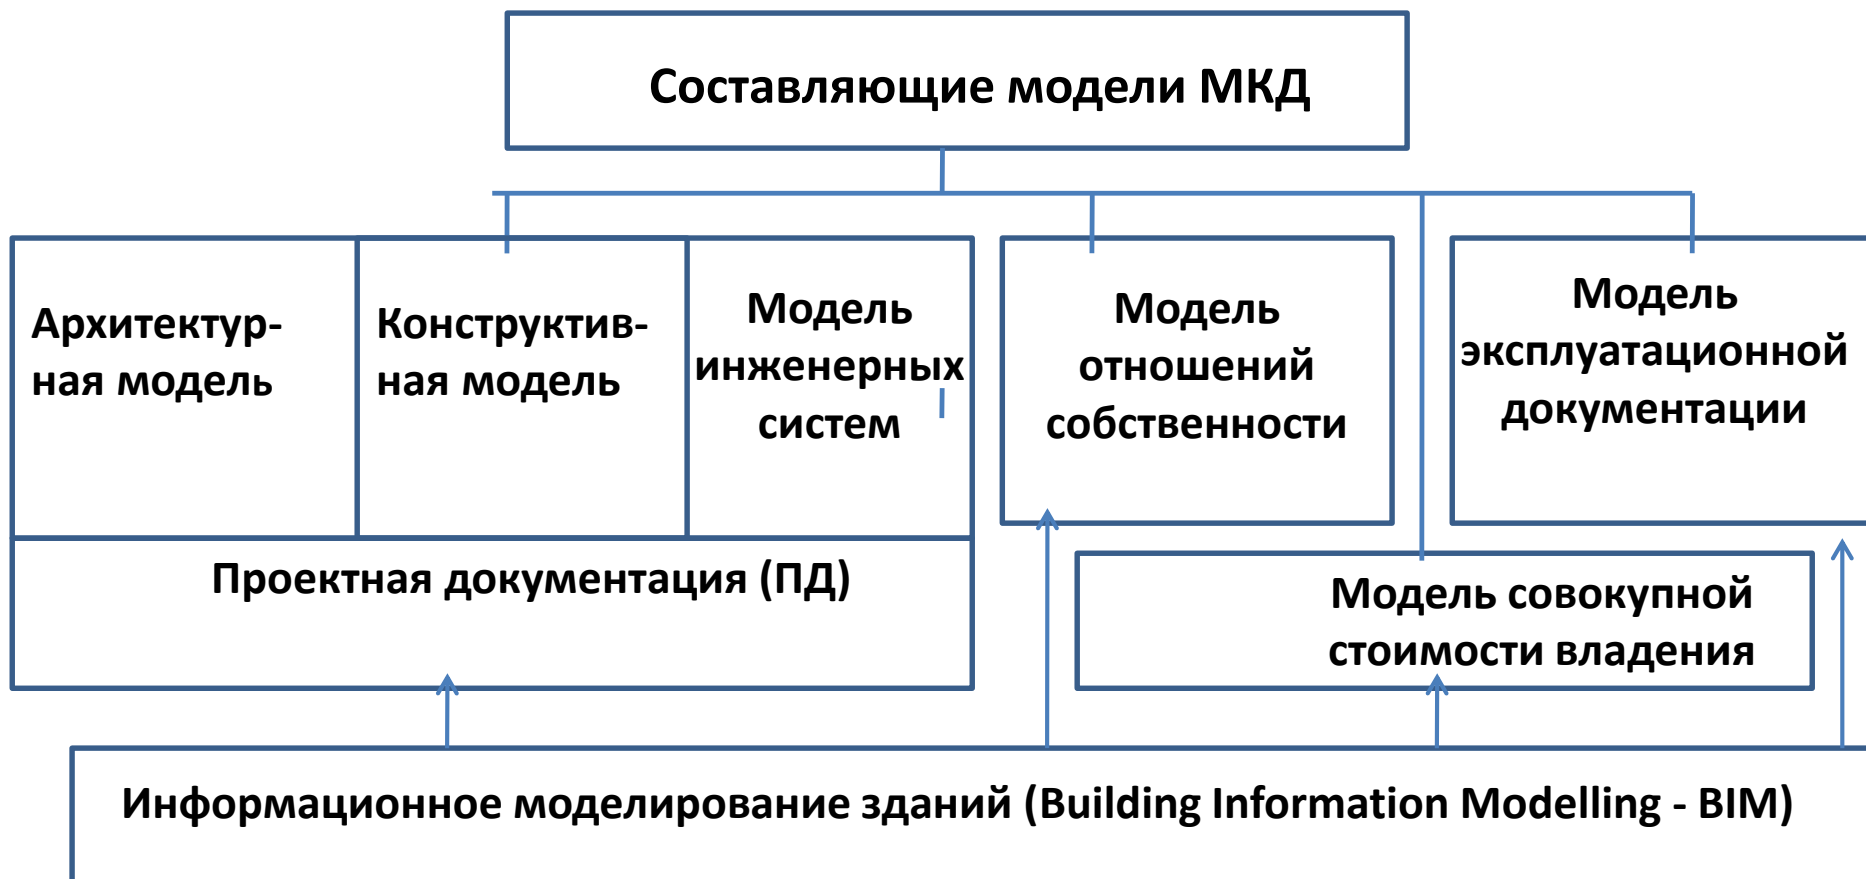 Составляющие модели МКД
Архитектур-
ная модель
Конструктив-
ная модель
Модель
инженерных
систем
Модель
отношений
собственности
Модель
эксплуатационной
документации
Проектная документация (ПД)
Модель совокупной
стоимости владения
Информационное моделирование зданий (Building Information Modelling - BIM)